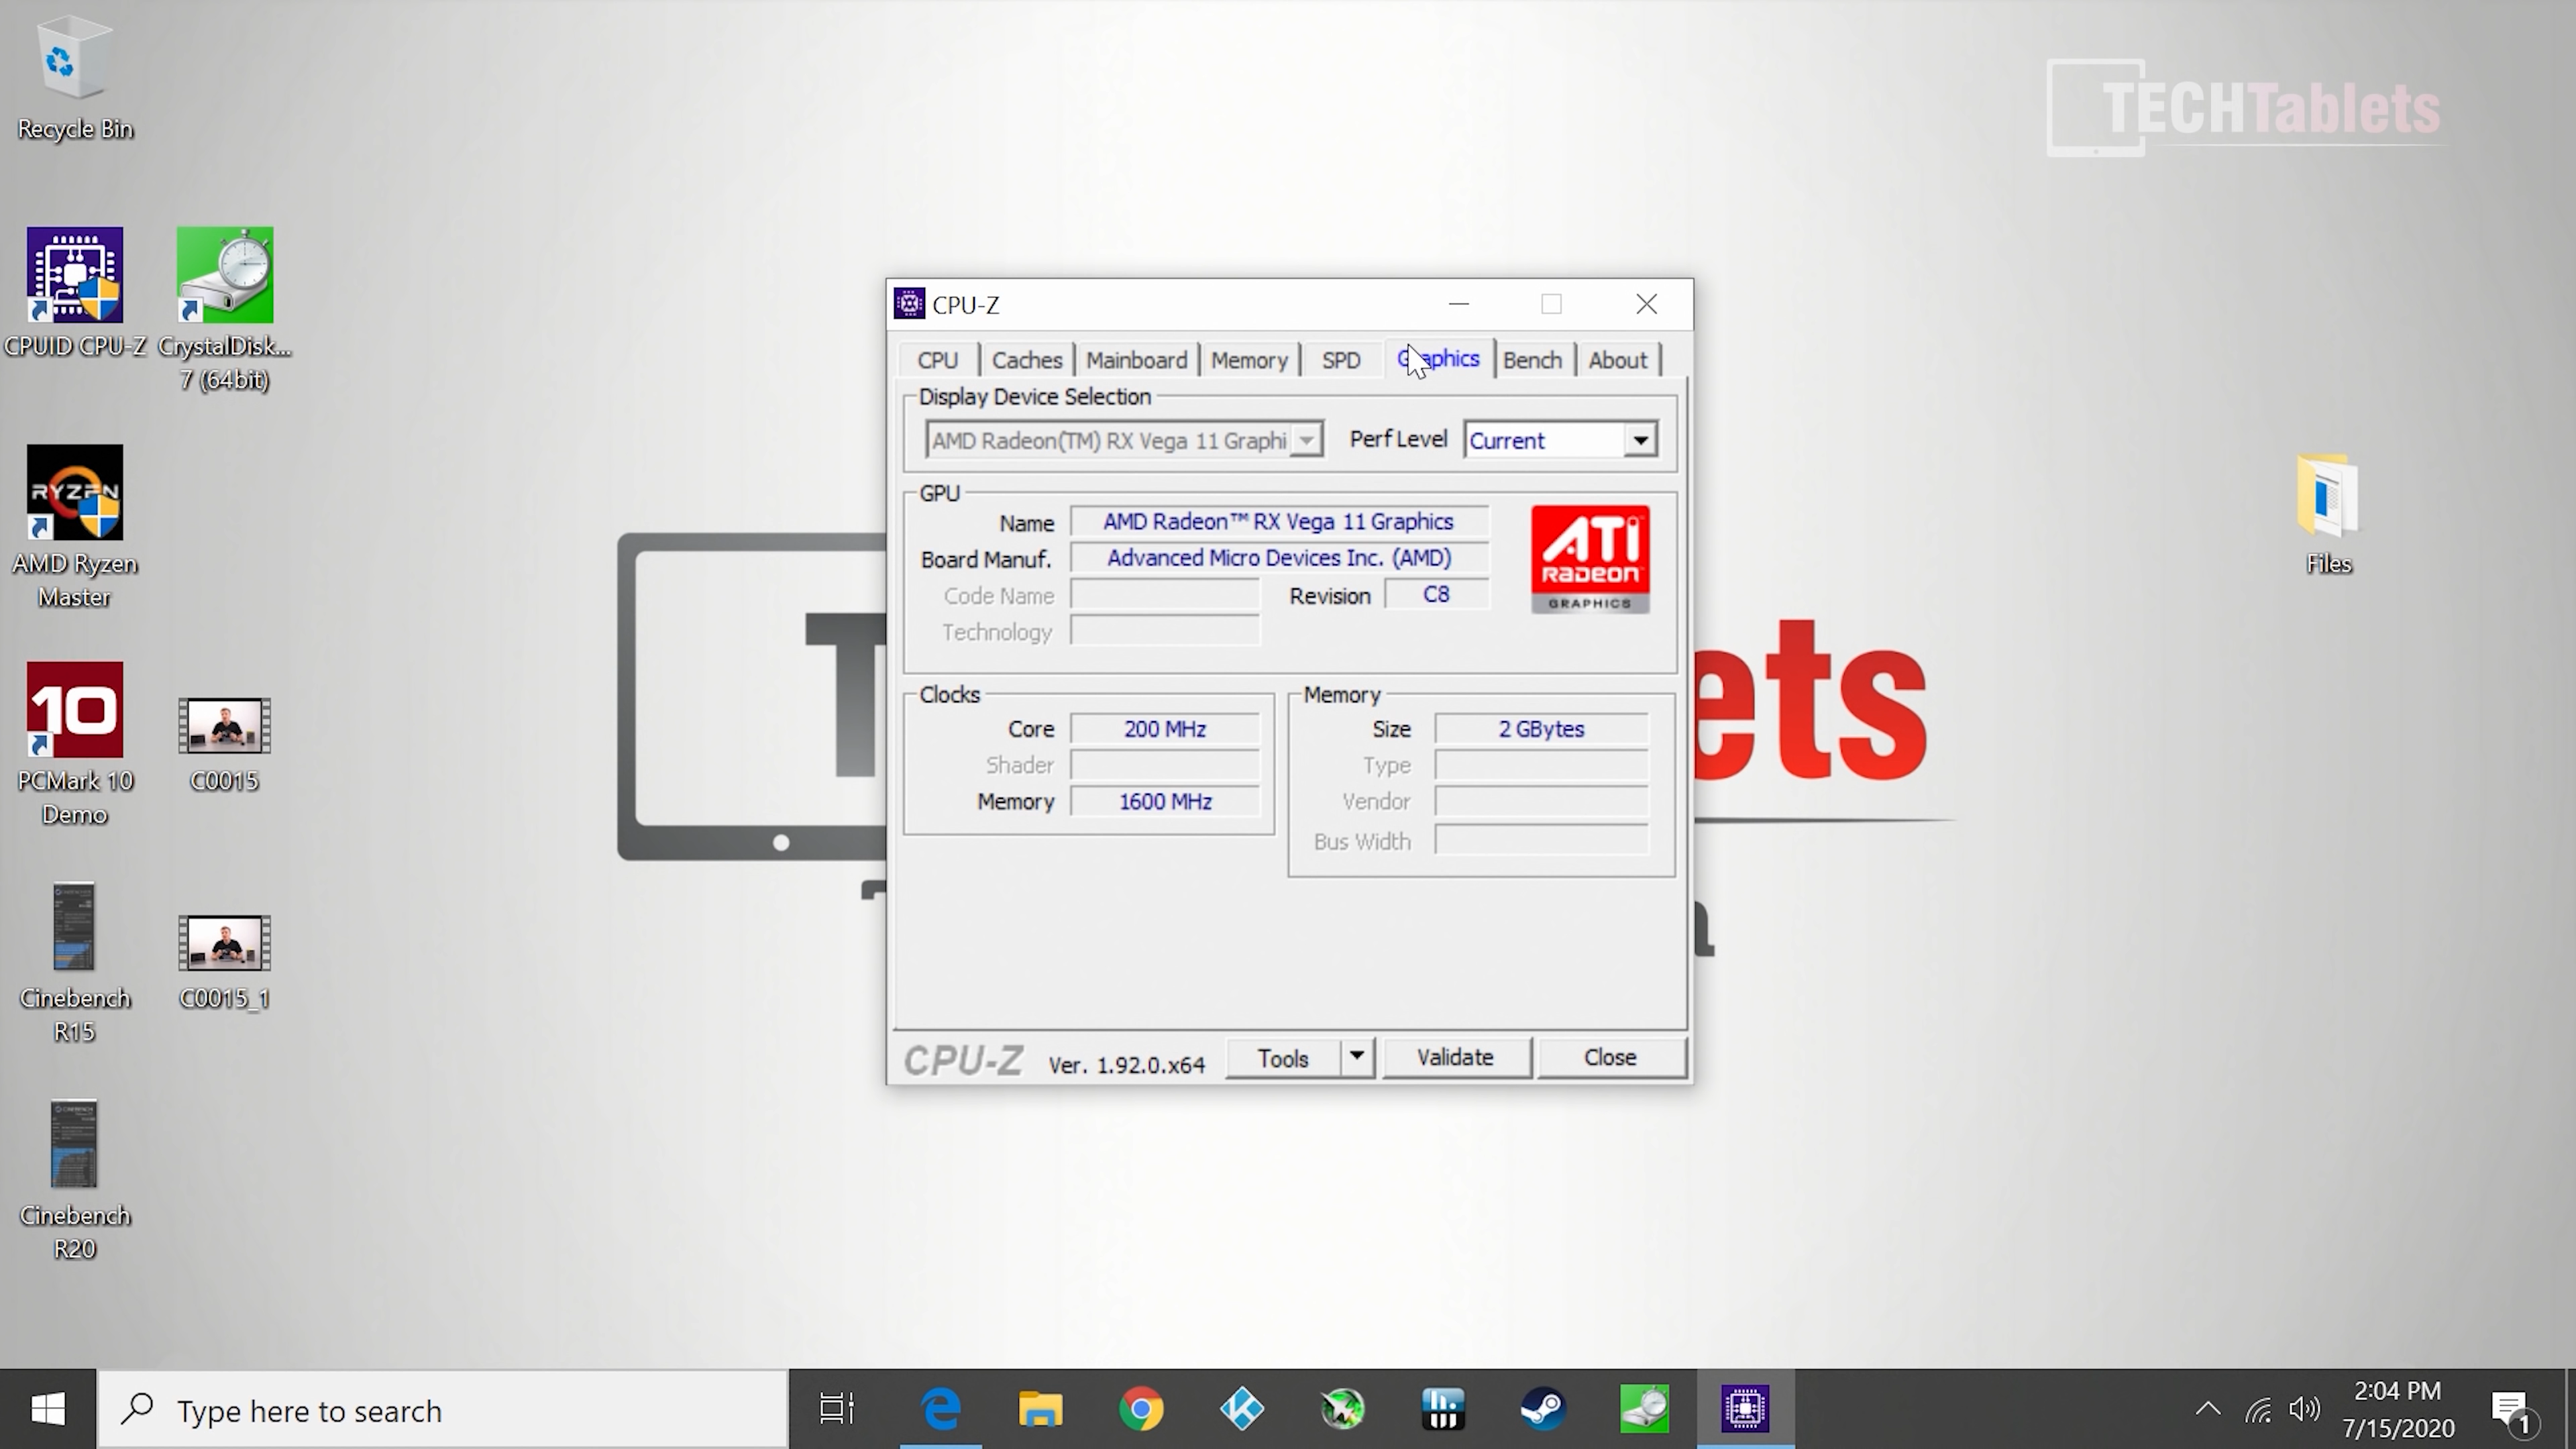 Recycle Bin
TECHTablets
CPUID CPU-Z
CrystalDisk...
7 (64bit)
RYZEN
AMD Ryzen
Master
10
PCMark 10
Demo
C0015
Cinebench
R15
C0015_1
Cinebench
R20
Files
T
ets
CPU-Z
CPU Caches Mainboard Memory SPD Graphics Bench About
Display Device Selection
AMD Radeon(TM) RX Vega 11 Graphi Perf Level Current
GPU
Name AMD Radeon™ RX Vega 11 Graphics
Board Manuf. Advanced Micro Devices Inc. (AMD)
Code Name Revision C8
Technology
ATI
RADEON
GRAPHICS
Clocks
Core 200 MHz
Shader
Memory 1600 MHz
Memory
Size 2 GBytes
Type
Vendor
Bus Width
CPU-Z Ver. 1.92.0.x64 Tools Validate Close
Type here to search
2:04 PM
7/15/2020
1